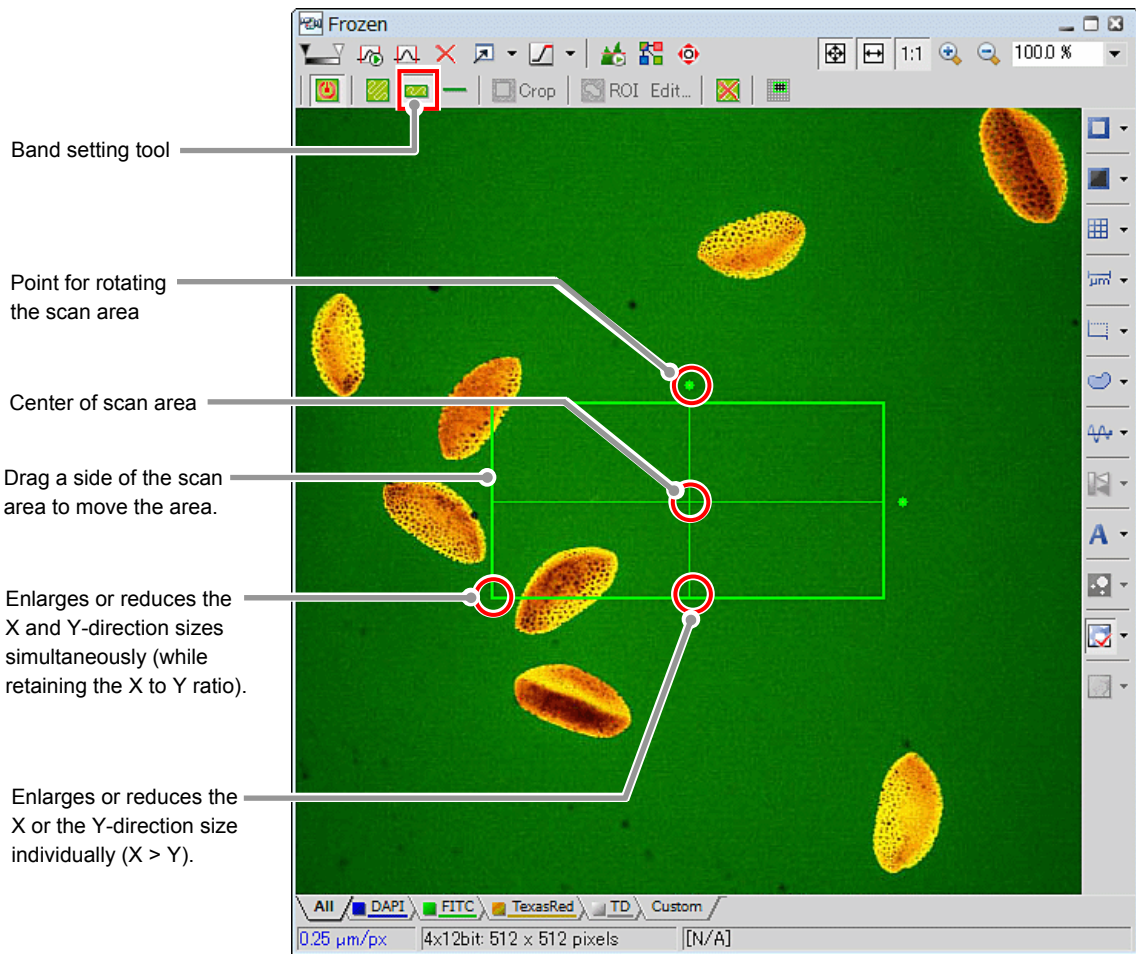 Frozen
1:1
100.0 %
Crop
ROI Edit...
Band setting tool
Point for rotating
the scan area
µm
Center of scan area
Drag a side of the scan
area to move the area.
A
Enlarges or reduces the
X and Y-direction sizes
simultaneously (while
retaining the X to Y ratio).
Enlarges or reduces the
X or the Y-direction size
individually (X > Y).
All DAPI FITC TexasRed TD Custom
0.25 µm/px 4x12bit: 512 x 512 pixels [N/A]